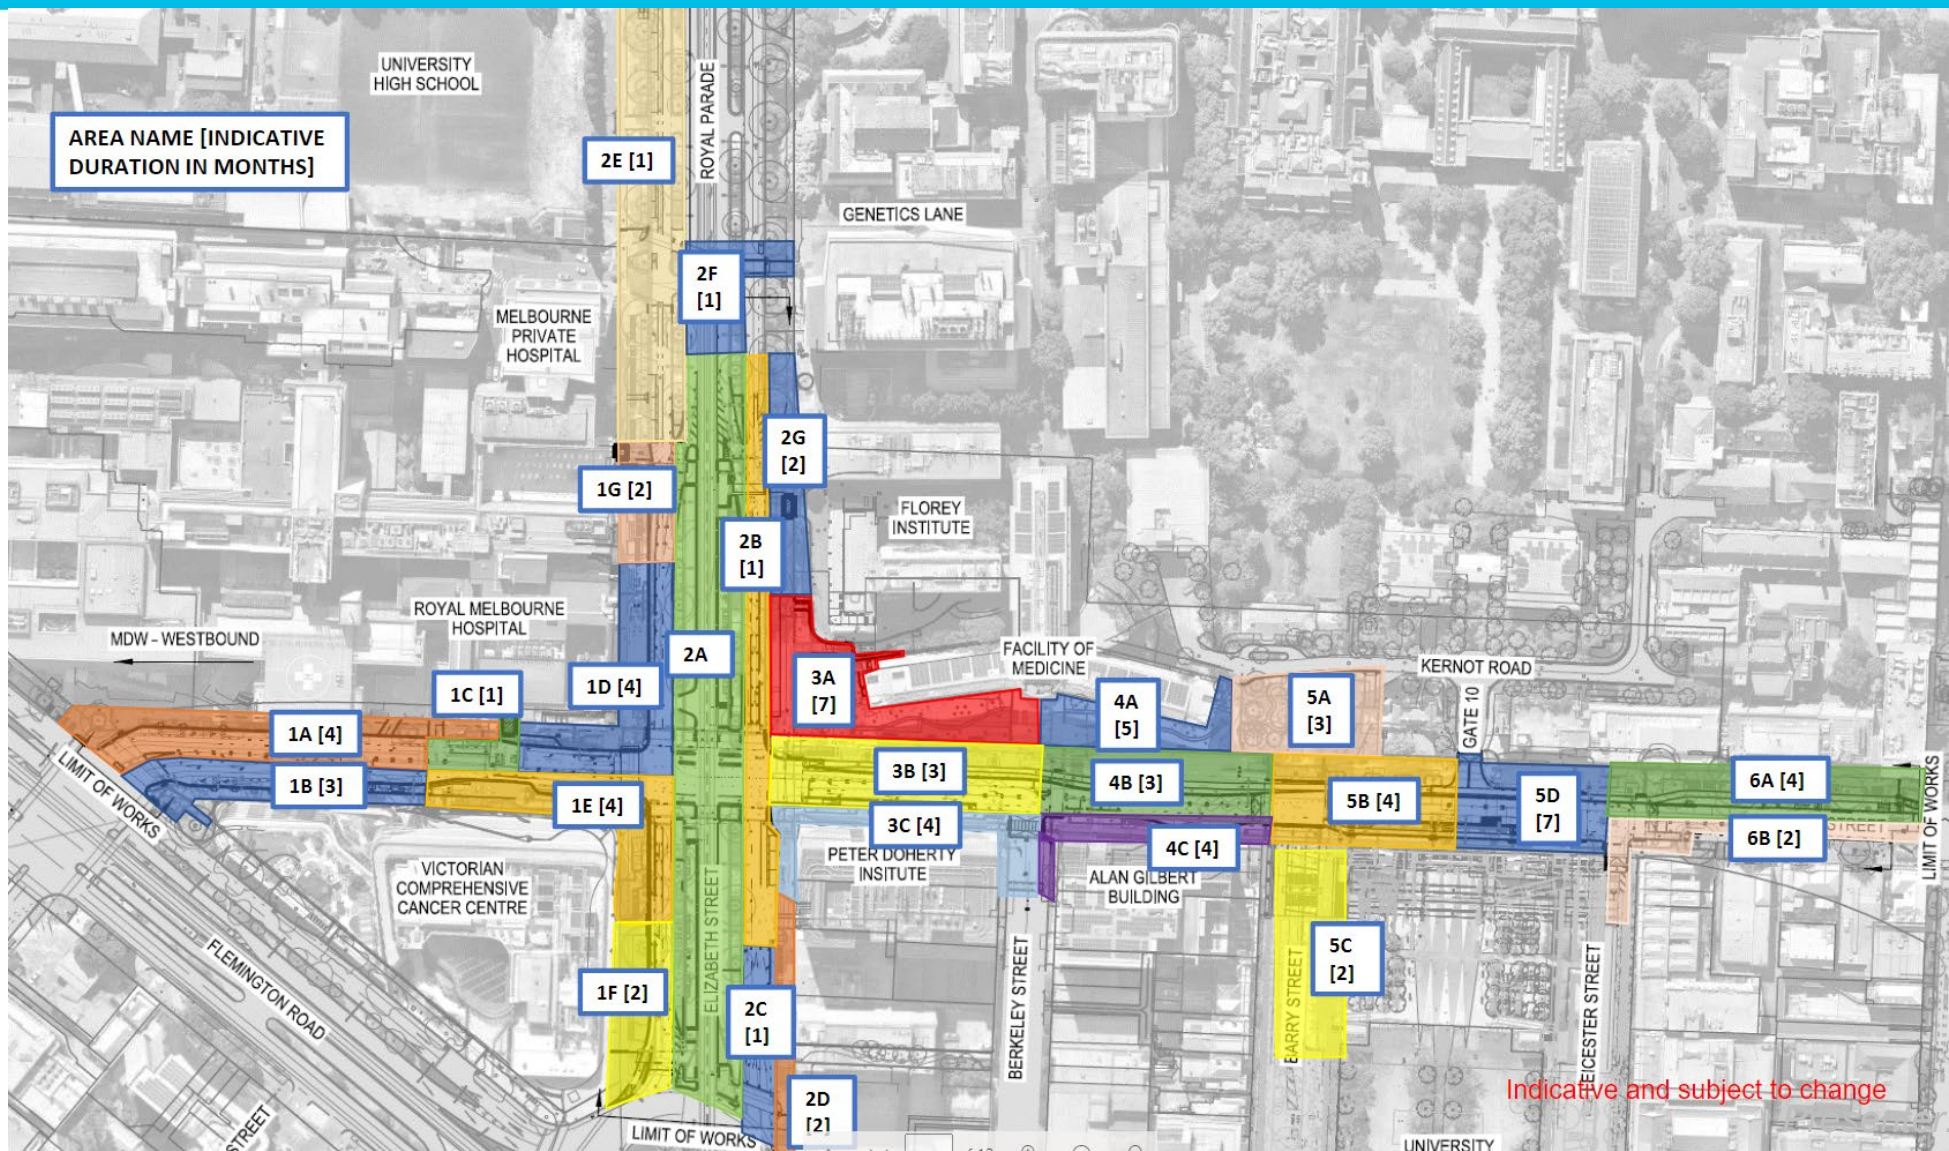 UNIVERSITY
HIGH SCHOOL
ROYAL PARADE
AREA NAME [INDICATIVE
DURATION IN MONTHS]
2E [1]
GENETICS LANE
2F
[1]
MELBOURNE
PRIVATE
HOSPITAL
2G
[2]
1G [2]
FLOREY
INSTITUTE
2B
[1]
ROYAL MELBOURNE
HOSPITAL
MDW - WESTBOUND
2A
FACILITY OF
MEDICINE
KERNOT ROAD
1C [1]
1D [4]
3A
[7]
4A
[5]
5A
[3]
GATE 10
1A [4]
LIMIT OF WORKS
1B [3]
1E [4]
3B [3]
4B [3]
5B [4]
5D
[7]
6A [4]
LIMIT OF WORKS
3C [4]
STREET
6B [2]
4C [4]
PETER DOHERTY
INSITUTE
ALAN GILBERT
BUILDING
VICTORIAN
COMPREHENSIVE
CANCER CENTRE
ELIZABETH STREET
FLEMINGTON ROAD
1F [2]
2C
[1]
BERKELEY STREET
BARRY STREET
5C
[2]
LEICESTER STREET
Indicative and subject to change
2D
[2]
STREET
LIMIT OF WORKS
UNIVERSITY